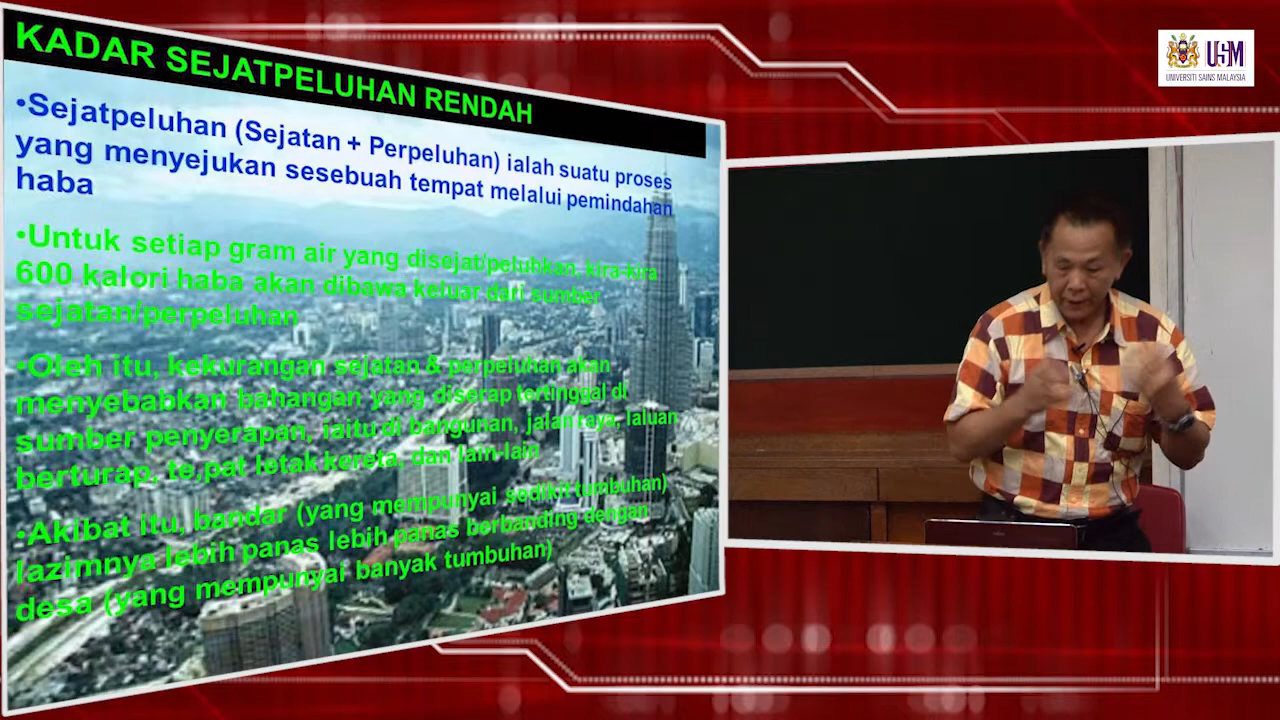 KADAR SEJATPELUHAN RENDAH
•Sejatpeluhan (Sejatan + Perpeluhan) ialah suatu proses
yang menyejukan sesebuah tempat melalui pemindahan
haba
•Untuk setiap gram air yang disejat/peluhkan, kira-kira
600 kalori haba akan dibawa keluar dari sumber
sejatan/perpeluhan
•Oleh itu, kekurangan sejatan & perpeluhan akan
menyebabkan bahangan yang diserap tertinggal di
sumber penyerapan, iaitu di bangunan, jalan raya, laluan
berturap, te,pat letak kereta, dan lain-lain
•Akibat itu, bandar (yang mempunyai sedikit tumbuhan)
lazimnya lebih panas lebih panas berbanding dengan
desa (yang mempunyai banyak tumbuhan)
USM
UNIVERSITI SAINS MALAYSIA